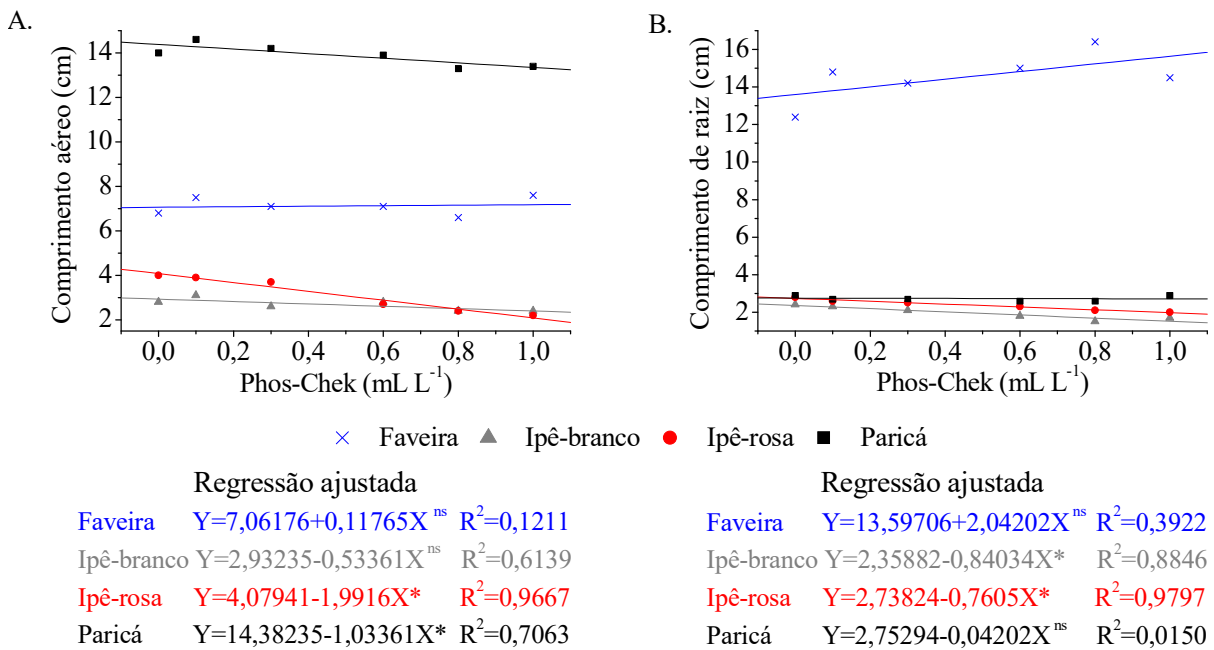 A.
Comprimento aéreo (cm)
14
12
10
8
6
4
2
0,0 0,2 0,4 0,6 0,8 1,0
Phos-Chek (mL L⁻¹)
B.
Comprimento de raiz (cm)
16
14
12
10
8
6
4
2
0,0 0,2 0,4 0,6 0,8 1,0
Phos-Chek (mL L⁻¹)
Faveira Ipê-branco Ipê-rosa Paricá
Regressão ajustada
Faveira Y=7,06176+0,11765X ns R²=0,1211
Ipê-branco Y=2,93235-0,53361X ns R²=0,6139
Ipê-rosa Y=4,07941-1,9916X* R²=0,9667
Paricá Y=14,38235-1,03361X* R²=0,7063
Regressão ajustada
Faveira Y=13,59706+2,04202X ns R²=0,3922
Ipê-branco Y=2,35882-0,84034X* R²=0,8846
Ipê-rosa Y=2,73824-0,7605X* R²=0,9797
Paricá Y=2,75294-0,04202X ns R²=0,0150